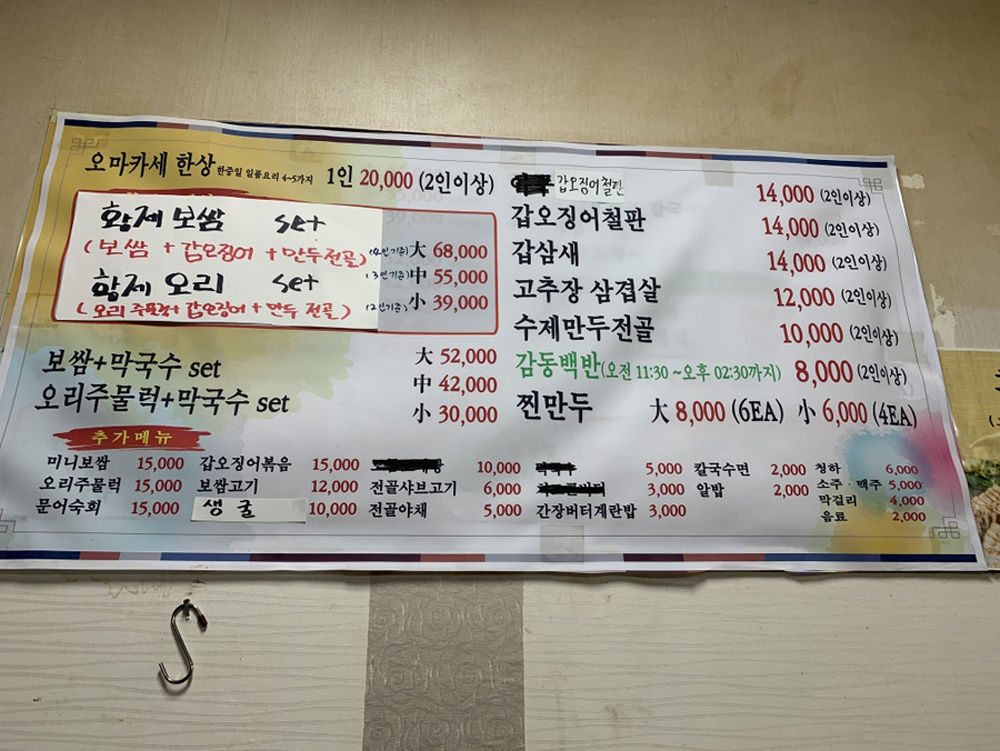 오마카세 한상 한중일 일품요리 4~5가지 1인 20,000 (2인이상)
황제 보쌈 set
(보쌈 + 갑오징어 + 만두전골) (4인기준) 大 68,000
(3인기준) 中 55,000
황제 오리 set
(2인기준) 小 39,000
(오리 주물럭 + 갑오징어 + 만두 전골)
보쌈+막국수 set
오리주물럭+막국수 set
大 52,000
中 42,000
小 30,000
갑오징어철판 14,000 (2인이상)
갑오징어철판 14,000 (2인이상)
갑삼새 14,000 (2인이상)
고추장 삼겹살 12,000 (2인이상)
수제만두전골 10,000 (2인이상)
감동백반(오전 11:30 ~오후 02:30까지) 8,000 (2인이상)
찐만두 大 8,000 (6EA) 小 6,000 (4EA)
추가메뉴
미니보쌈 15,000
오리주물럭 15,000
문어숙회 15,000
갑오징어볶음 15,000
보쌈고기 12,000
생굴 10,000
10,000
전골샤브고기 6,000
전골야채 5,000
5,000
3,000
간장버터계란밥 3,000
칼국수면 2,000
알밥 2,000
청하 6,000
소주 · 맥주 5,000
막걸리 4,000
음료 2,000